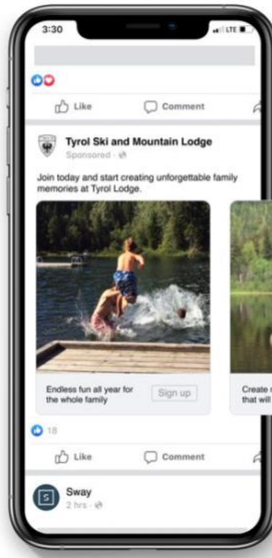 3:30
LTE
Like Comment
Tyrol Ski and Mountain Lodge
Sponsored ·
Join today and start creating unforgettable family
memories at Tyrol Lodge.
Endless fun all year for
the whole family
Sign up
Create
that will
18
Like Comment
S
Sway
2 hrs ·